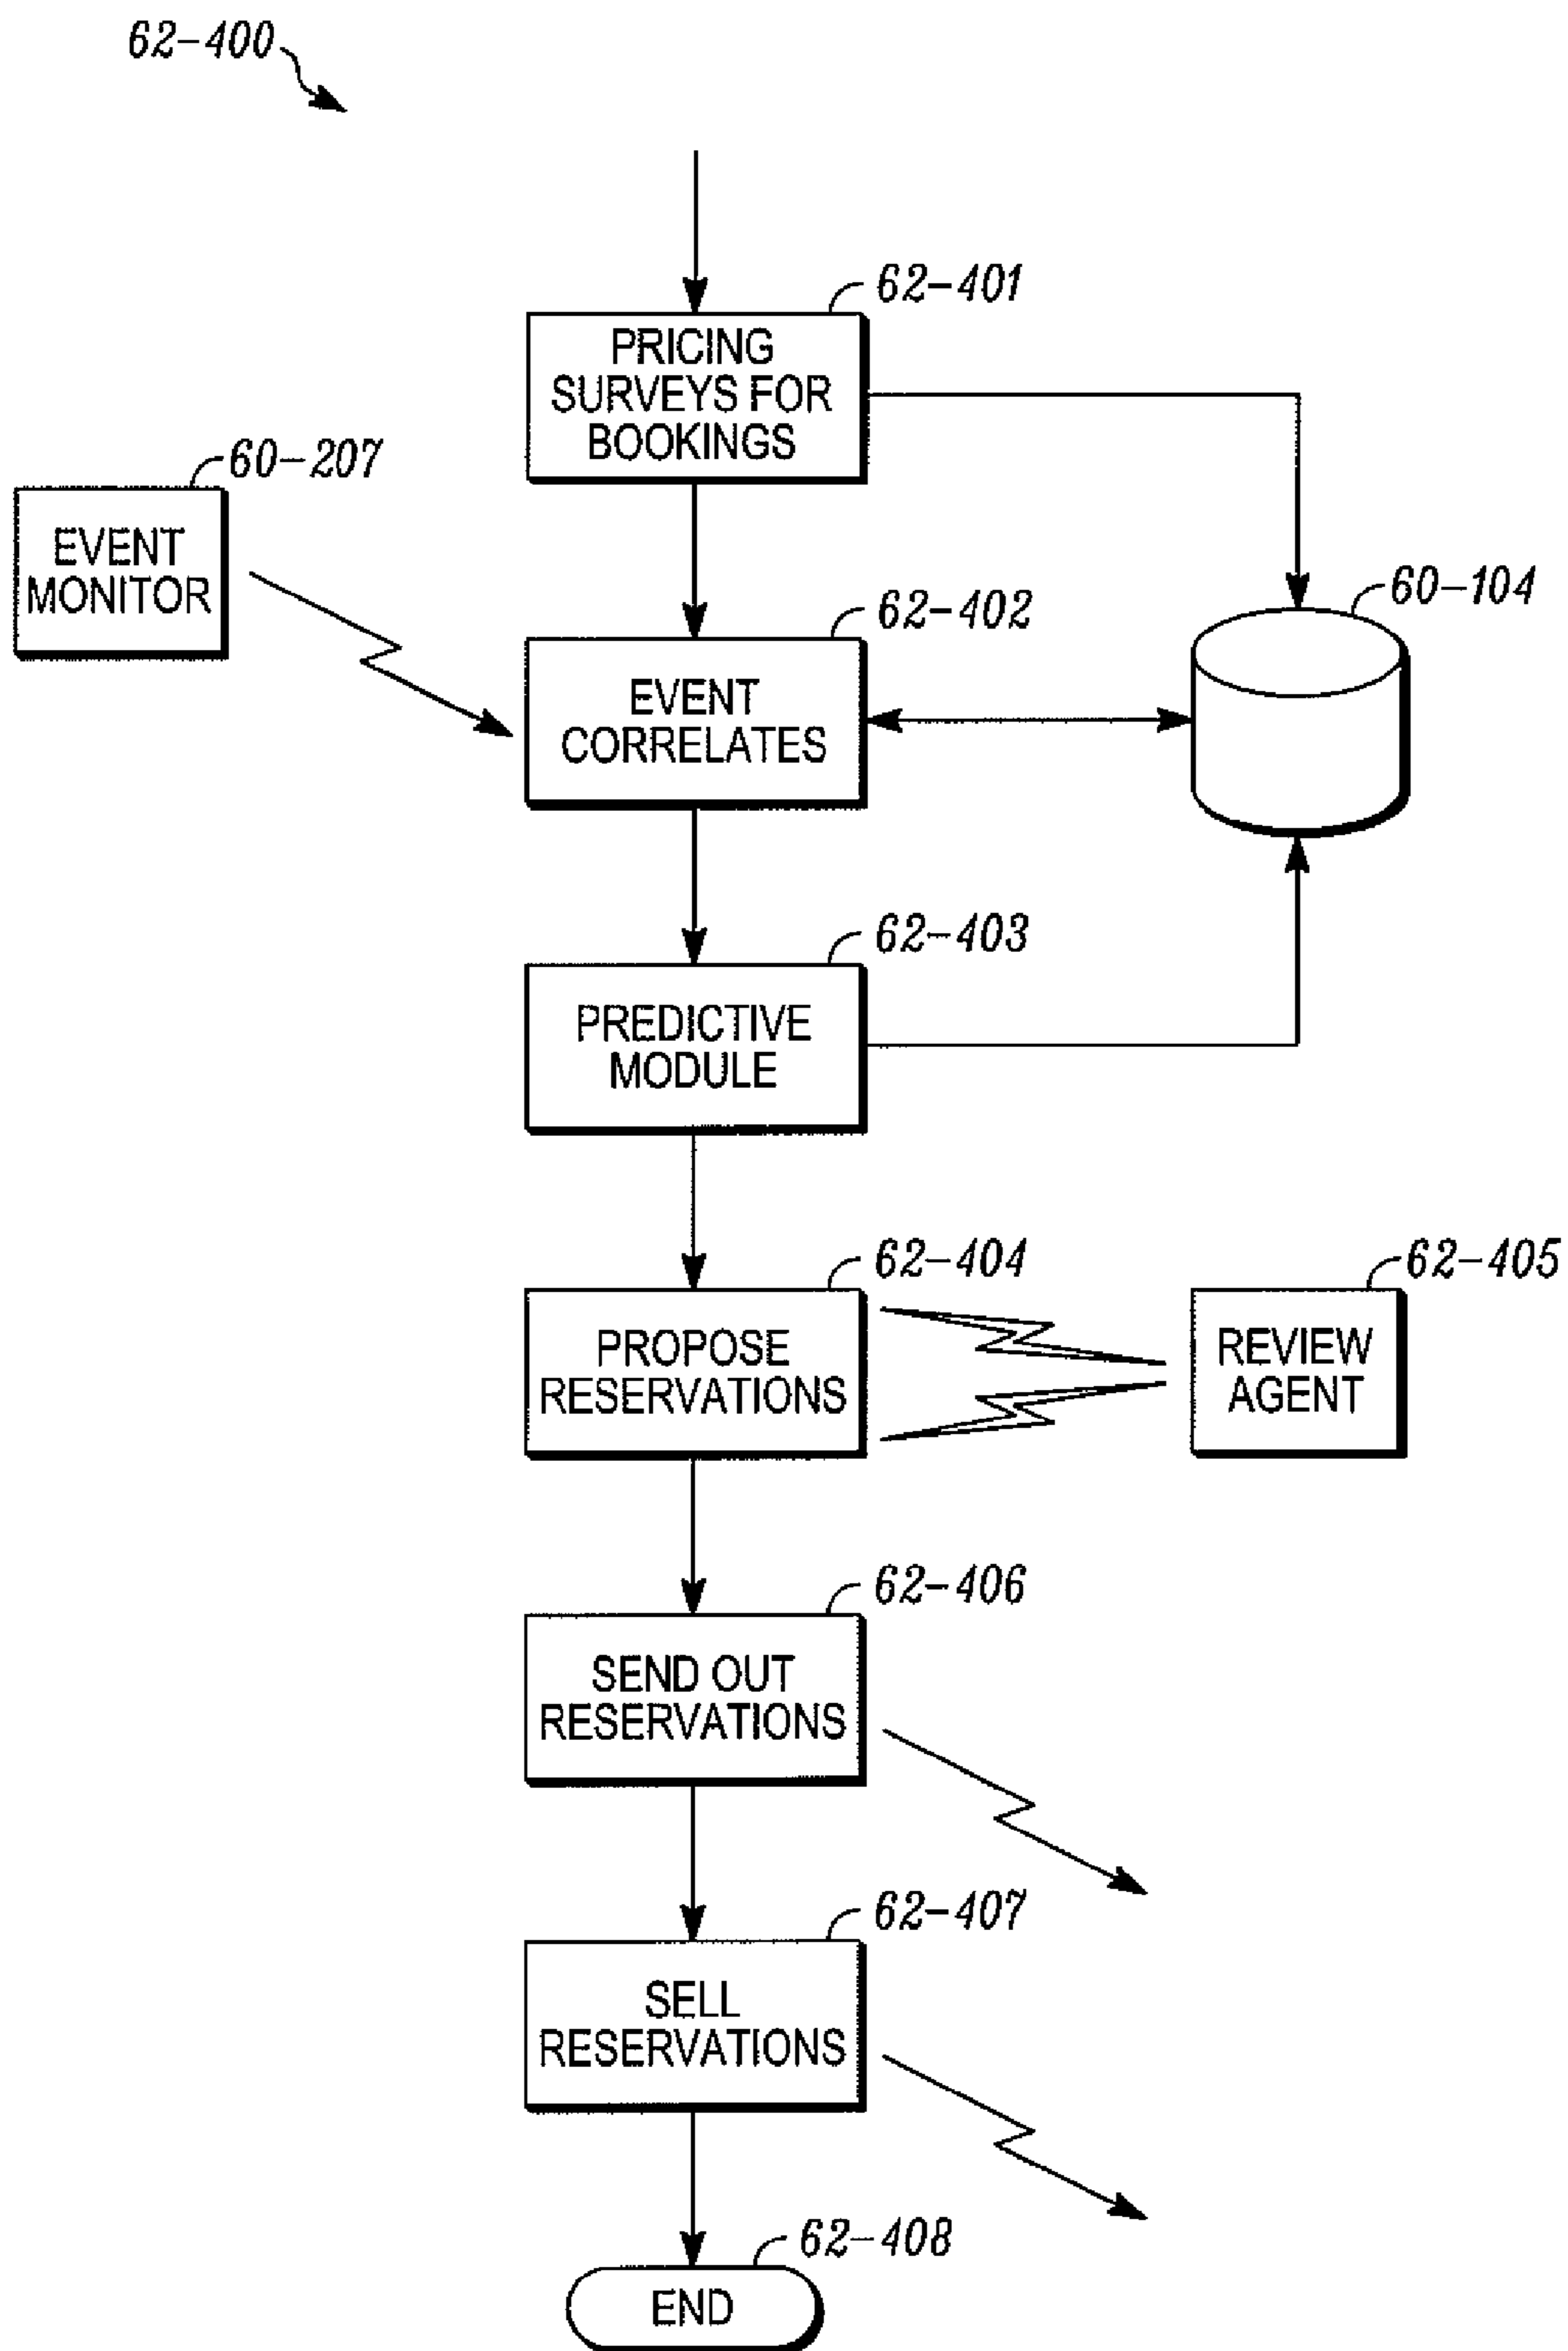 62-400
62-401
PRICING
SURVEYS FOR
BOOKINGS
60-207
EVENT
MONITOR
60-104
62-402
EVENT
CORRELATES
62-403
PREDICTIVE
MODULE
62-404
PROPOSE
RESERVATIONS
62-405
REVIEW
AGENT
62-406
SEND OUT
RESERVATIONS
62-407
SELL
RESERVATIONS
62-408
END